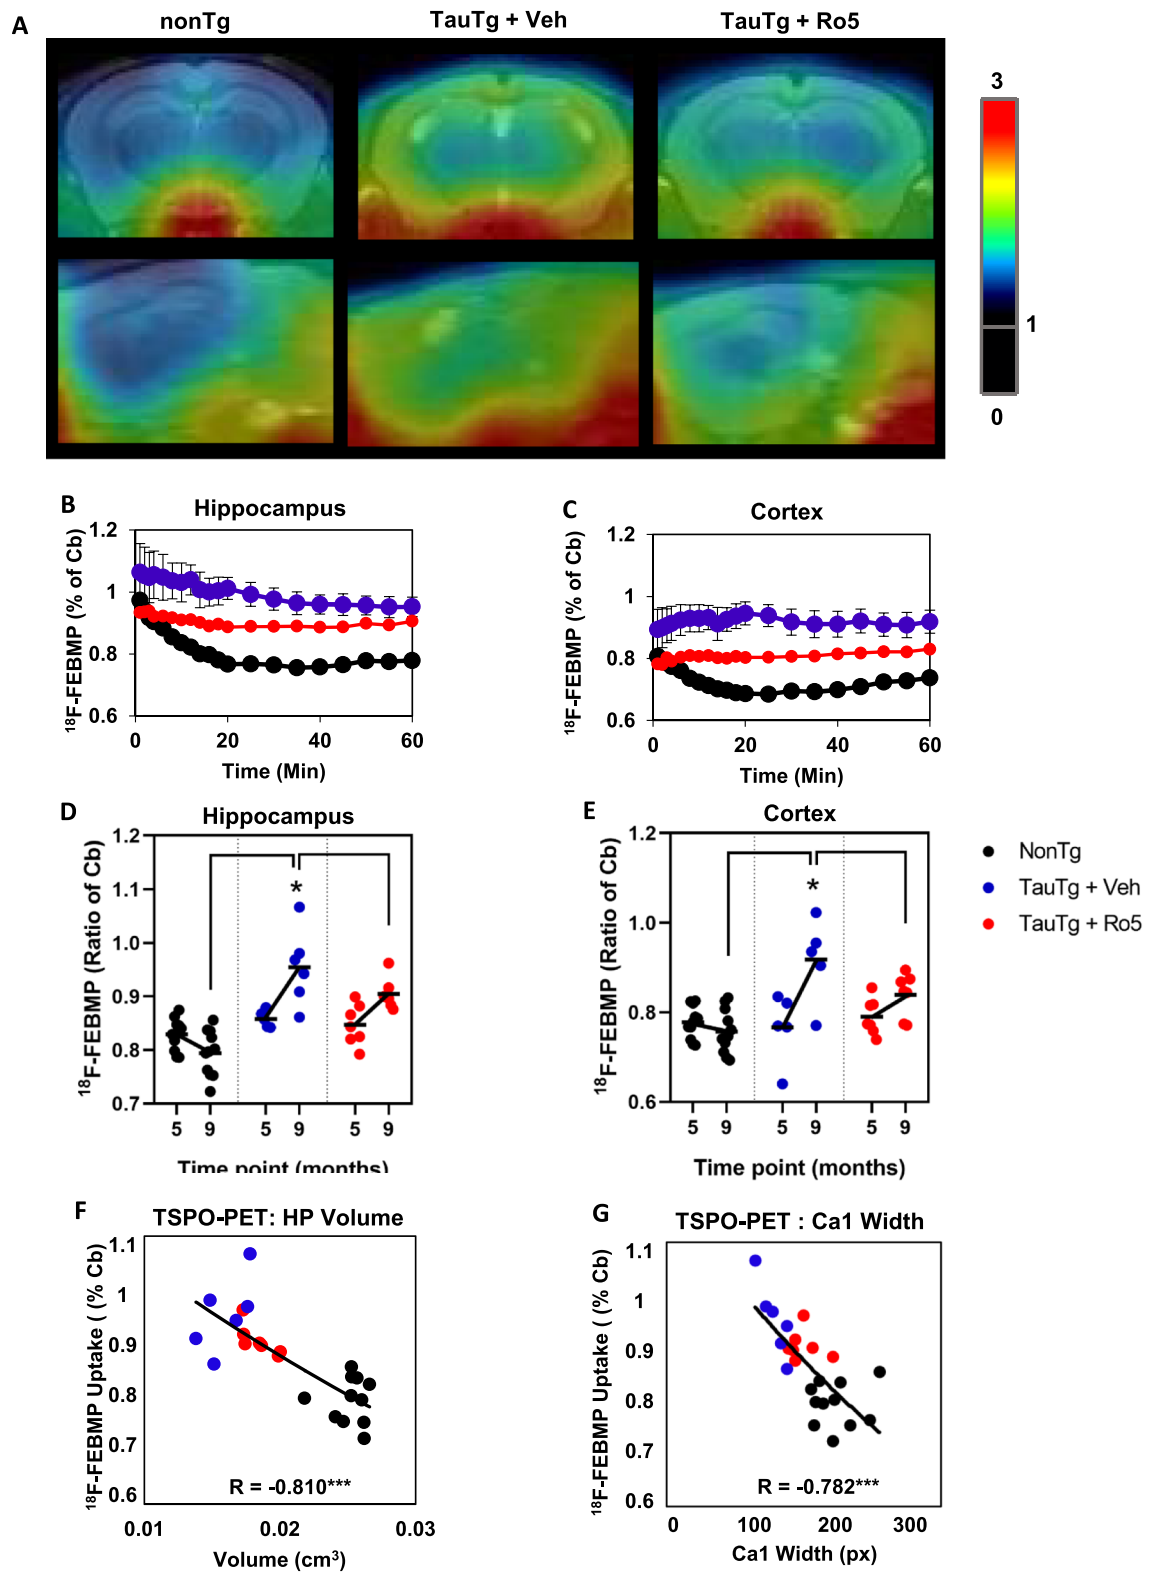 A
nonTg
TauTg + Veh
TauTg + Ro5
3
1
0
B
Hippocampus
18F-FEBMP (% of Cb)
1.2
1
0.8
0.6
0
20
40
60
Time (Min)
C
Cortex
18F-FEBMP (% of Cb)
1.2
1
0.8
0.6
0
20
40
60
Time (Min)
D
Hippocampus
18F-FEBMP (Ratio of Cb)
1.2
1.1
1.0
0.9
0.8
0.7
*
5
9
5
9
5
9
Time point (months)
E
Cortex
18F-FEBMP (Ratio of Cb)
1.2
1.0
0.8
0.6
*
5
9
5
9
5
9
Time point (months)
NonTg
TauTg + Veh
TauTg + Ro5
F
TSPO-PET: HP Volume
18F-FEBMP Uptake ( (% Cb)
1.1
1
0.9
0.8
0.7
0.6
R = -0.810***
0.01
0.02
0.03
Volume (cm3)
G
TSPO-PET : Ca1 Width
18F-FEBMP Uptake ( (% Cb)
1.1
1
0.9
0.8
0.7
0.6
R = -0.782***
0
100
200
300
Ca1 Width (px)